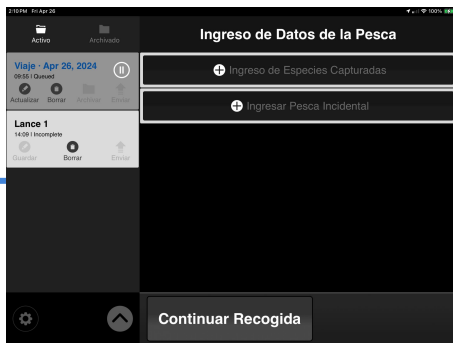 2:10 PM Fri Apr 26
100%
Activo
Archivado
Ingreso de Datos de la Pesca
Viaje · Apr 26, 2024
09:55 | Queued
Actualizar
Borrar
Archivar
Enviar
Ingreso de Especies Capturadas
Ingresar Pesca Incidental
Lance 1
14:09 | Incomplete
Guardar
Borrar
Enviar
Continuar Recogida